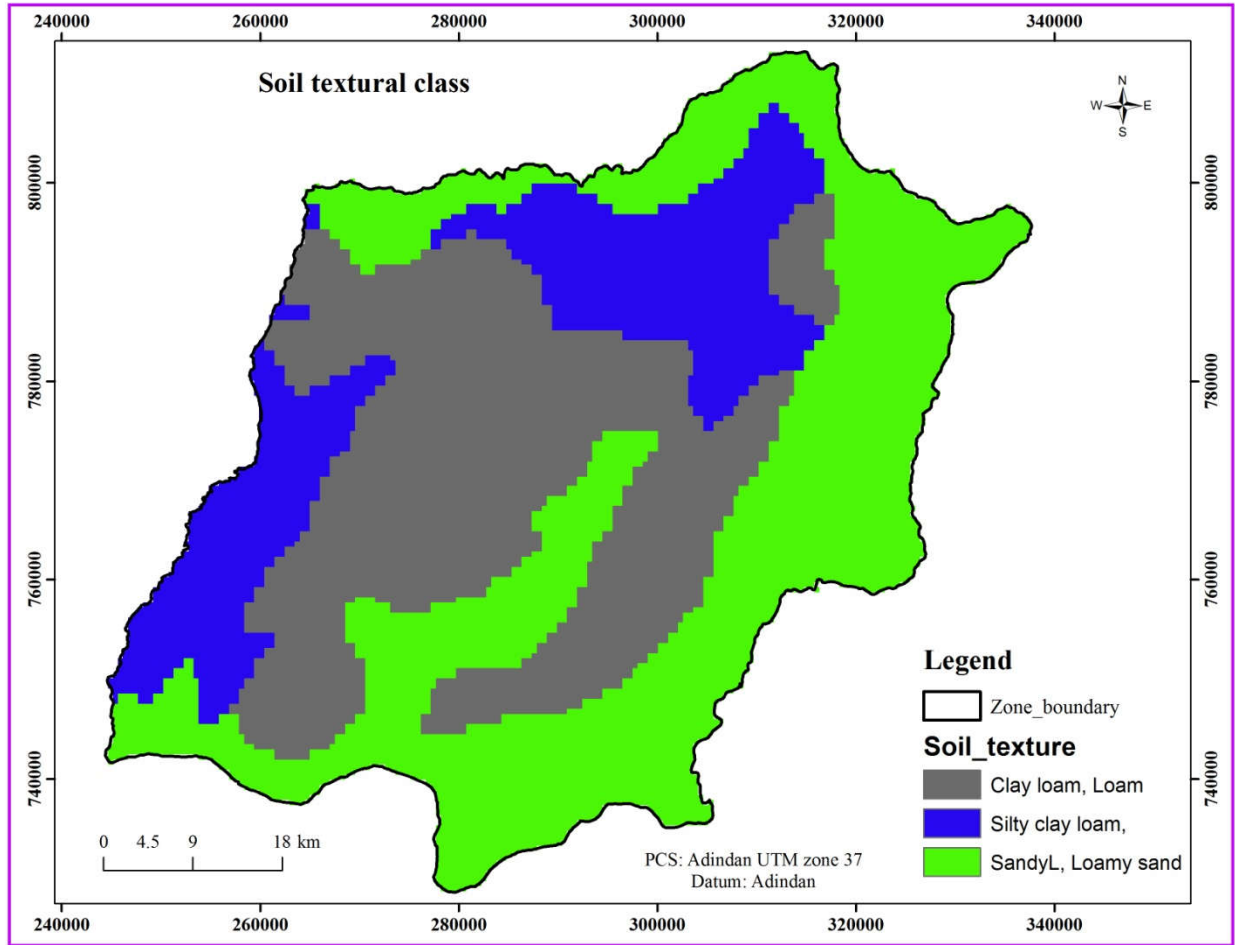 240000 260000 280000 300000 320000 340000
Soil textural class
N
W E
S
800000 800000
780000 780000
760000 760000
740000 740000
Legend
Zone_boundary
Soil_texture
Clay loam, Loam
Silty clay loam,
SandyL, Loamy sand
0 4.5 9 18 km
PCS: Adindan UTM zone 37
Datum: Adindan
240000 260000 280000 300000 320000 340000